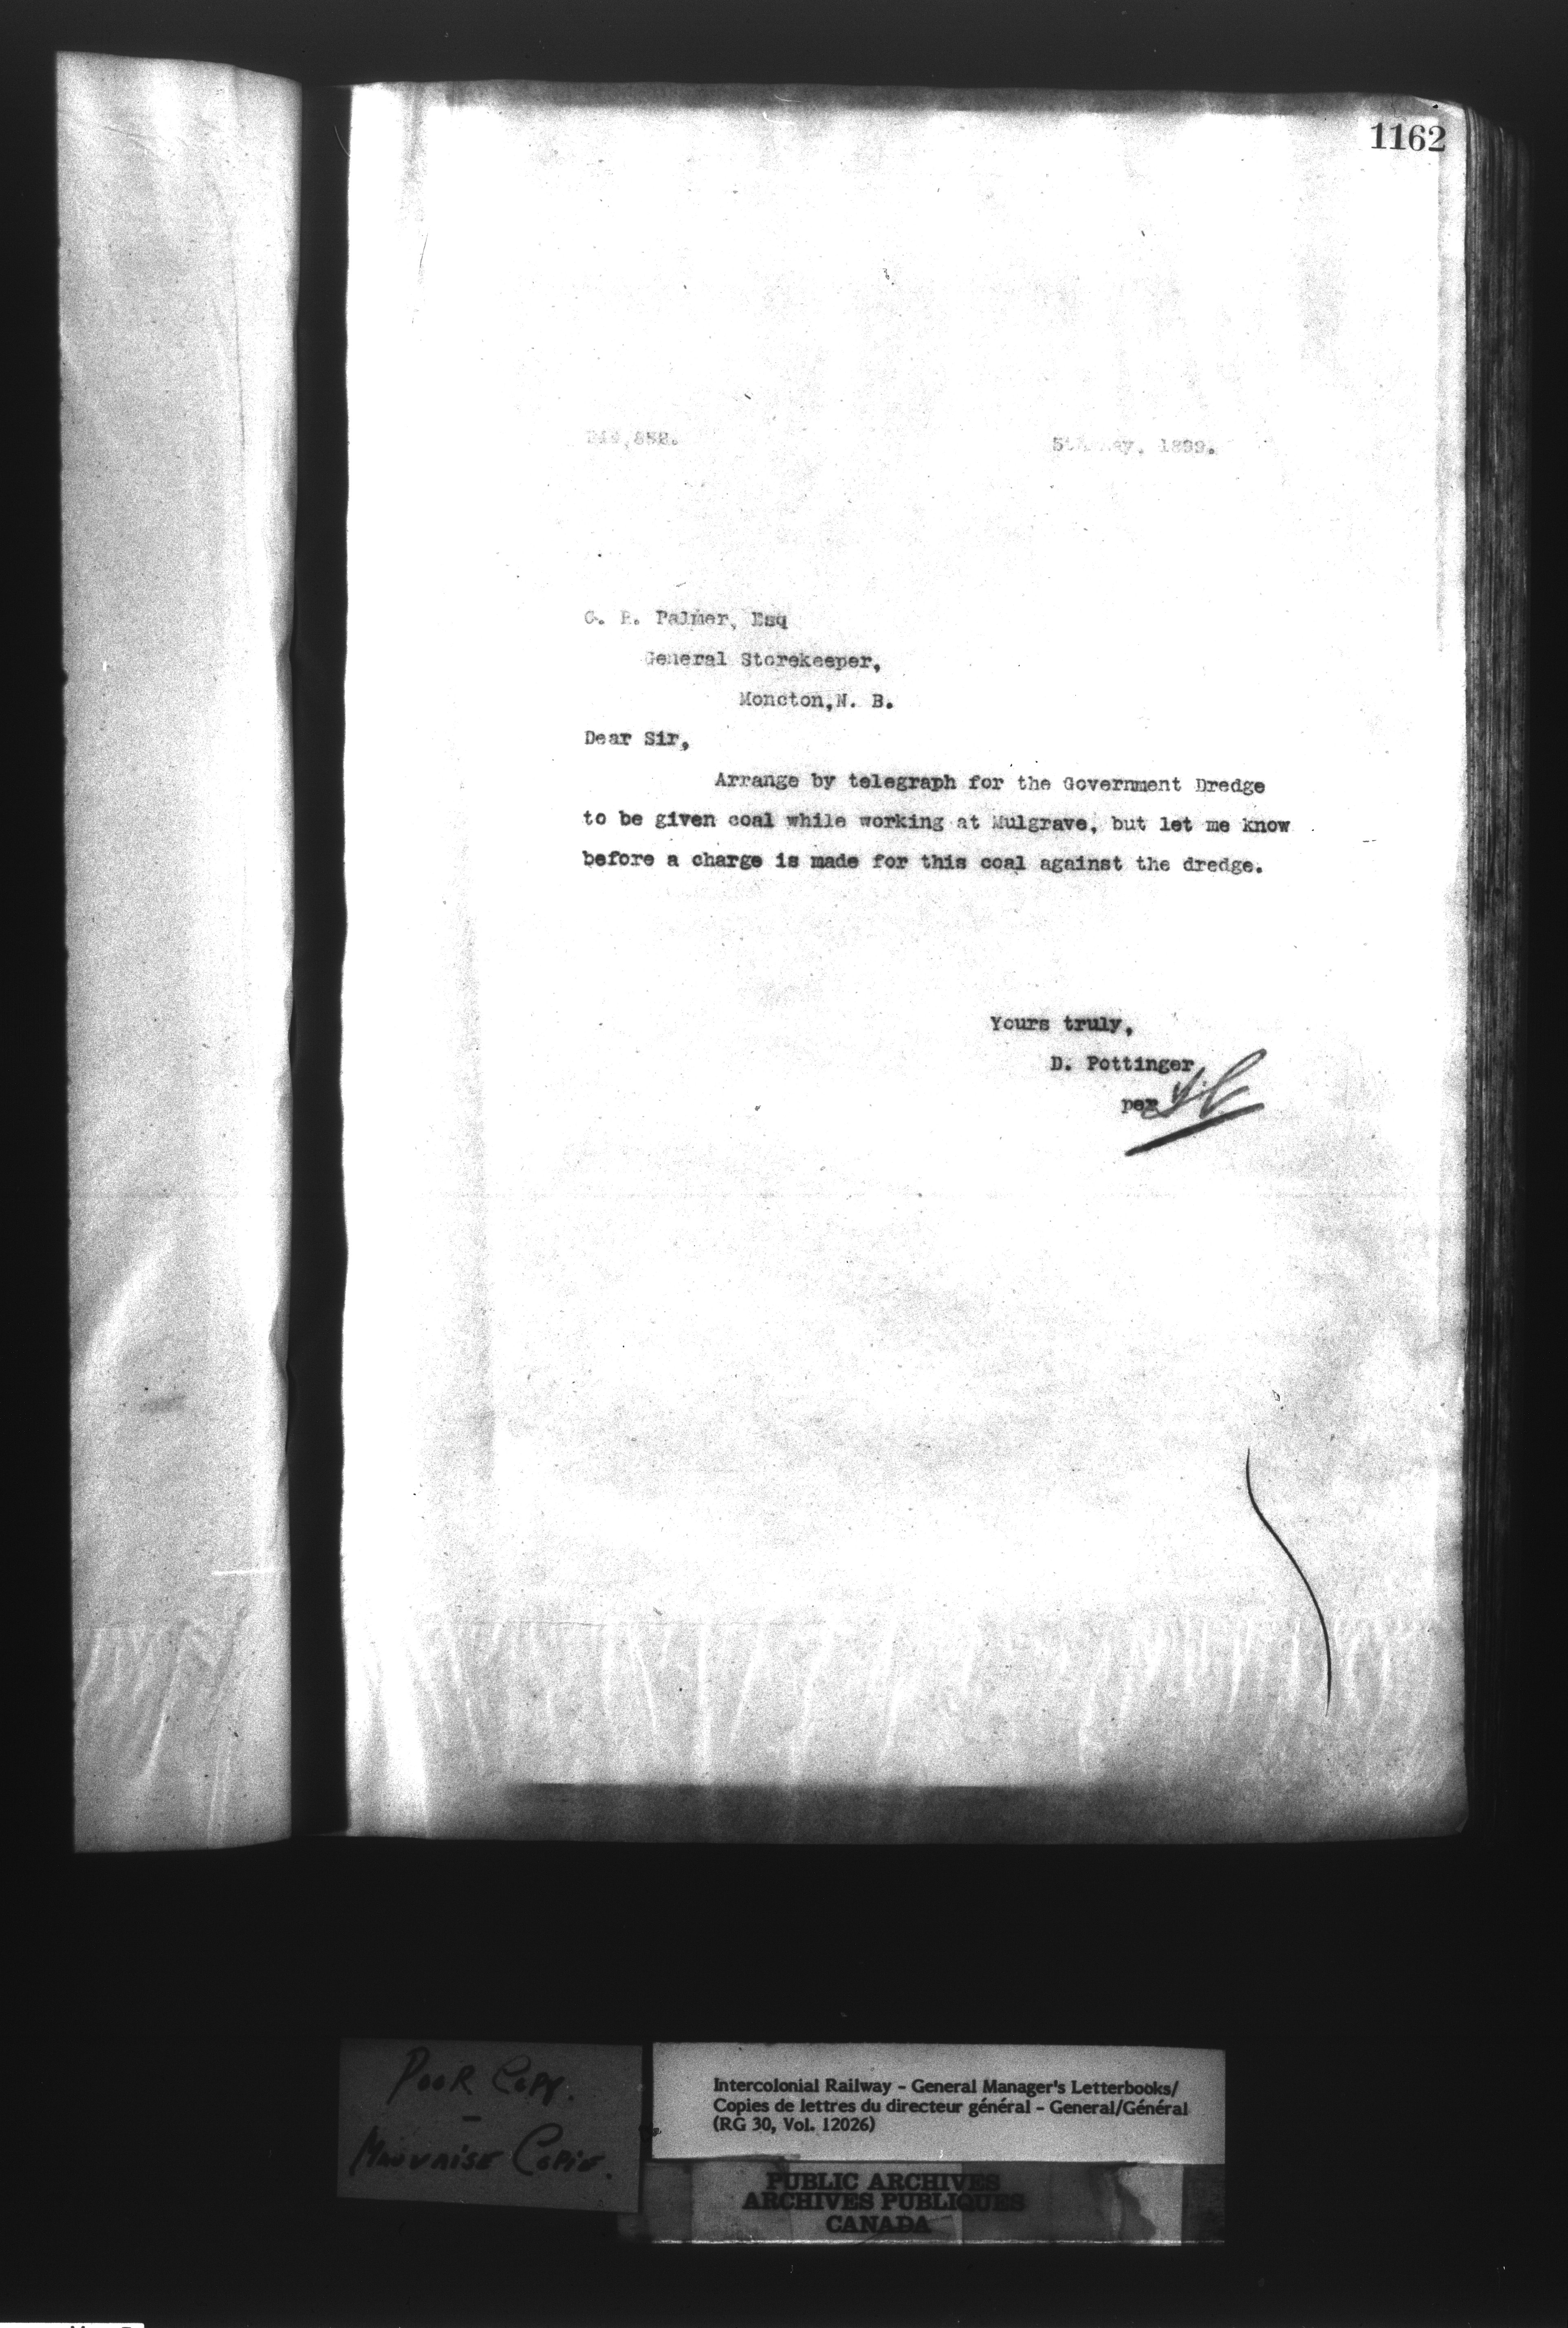 1162
1899.
Palmer, Esq
General Storekeeper,
Moncton, N. B.
Dear Sir,
Arrange by telegraph for the Government Dredge
to be given coal while working at Mulgrave, but let me know
before a charge is made for this coal against the dredge.
Yours truly,
D. Pottinger
per
POOR COPY.
—
MAUVAISE COPIE.
Intercolonial Railway - General Manager's Letterbooks/
Copies de lettres du directeur général - General/Général
(RG 30, Vol. 12026)
PUBLIC ARCHIVES
ARCHIVES PUBLIQUES
CANADA